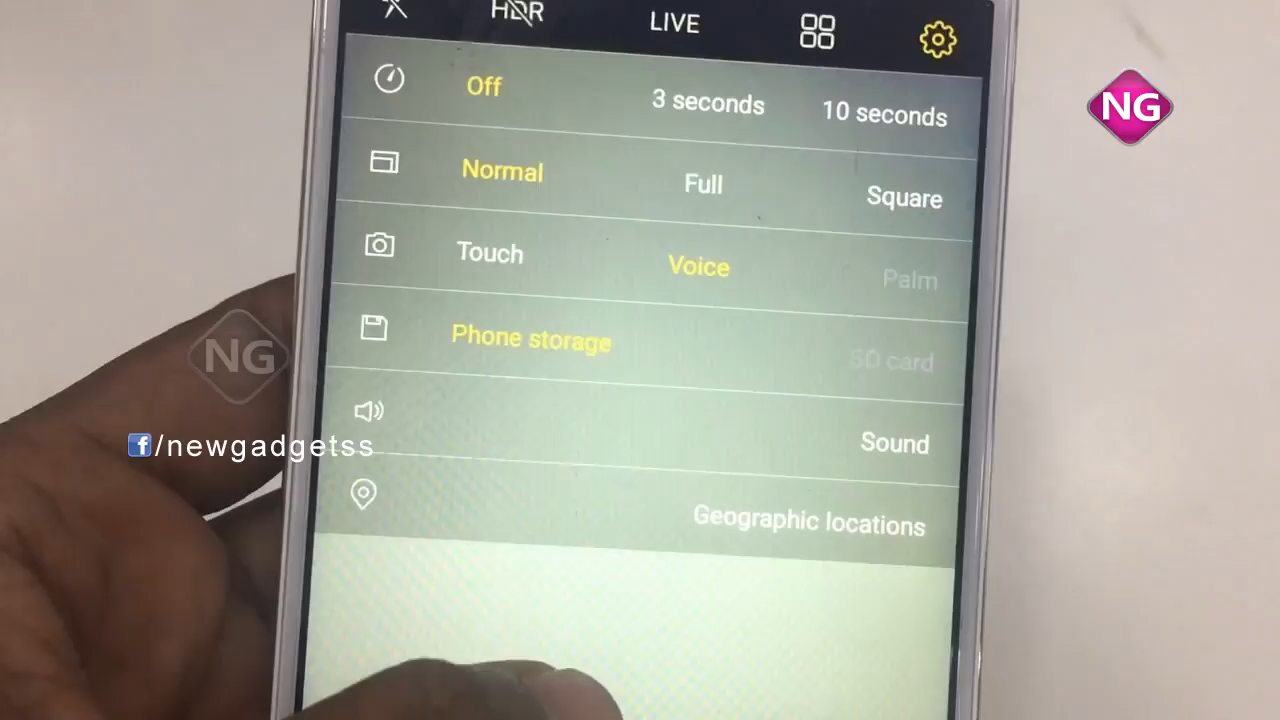 HDR LIVE
Off 3 seconds 10 seconds
NG
Normal Full Square
Touch Voice Palm
Phone storage SD card
NG
Sound
f/newgadgetss
Geographic locations